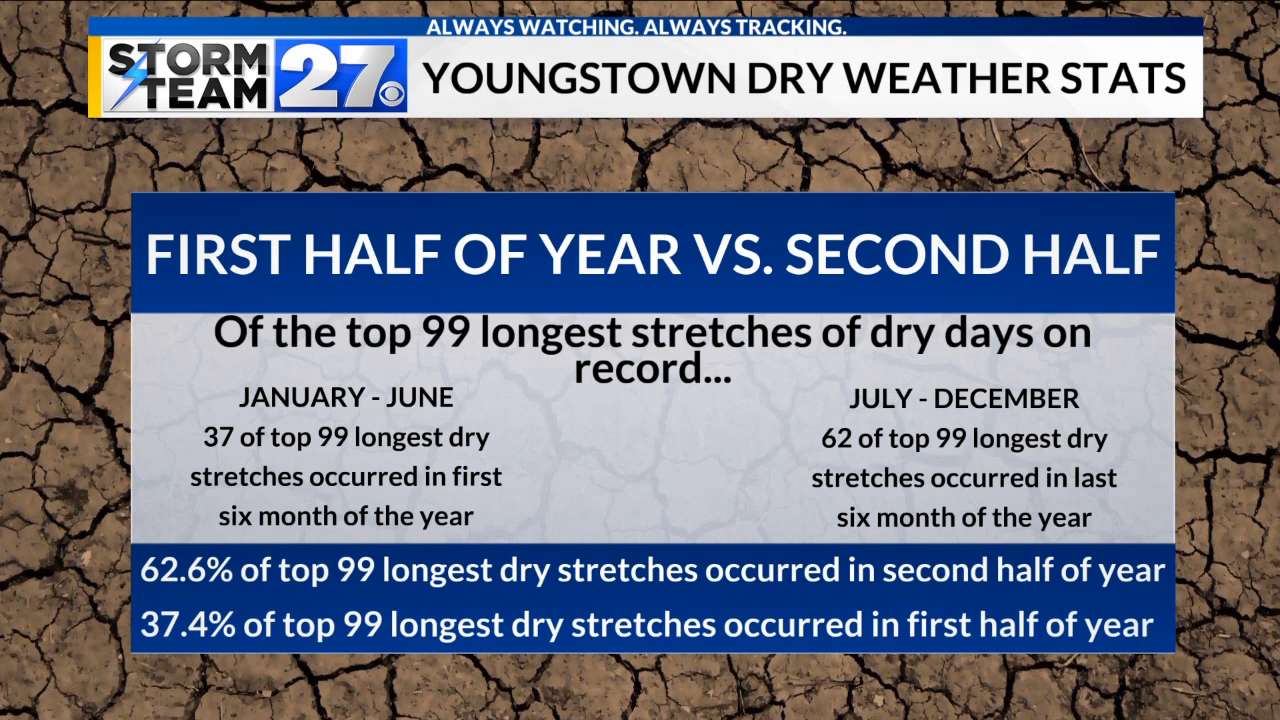 ALWAYS WATCHING. ALWAYS TRACKING.
STORM
TEAM
27
YOUNGSTOWN DRY WEATHER STATS
FIRST HALF OF YEAR VS. SECOND HALF
Of the top 99 longest stretches of dry days on
record...
JANUARY - JUNE
37 of top 99 longest dry
stretches occurred in first
six month of the year
JULY - DECEMBER
62 of top 99 longest dry
stretches occurred in last
six month of the year
62.6% of top 99 longest dry stretches occurred in second half of year
37.4% of top 99 longest dry stretches occurred in first half of year